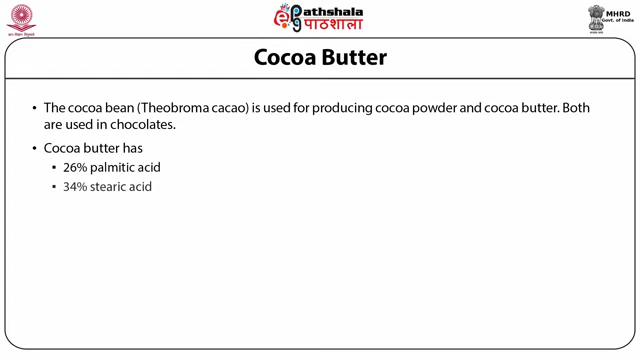 ePathshala
पाठशाला
MHRD
Govt. of India
Cocoa Butter
• The cocoa bean (Theobroma cacao) is used for producing cocoa powder and cocoa butter. Both
are used in chocolates.
• Cocoa butter has
▪ 26% palmitic acid
▪ 34% stearic acid